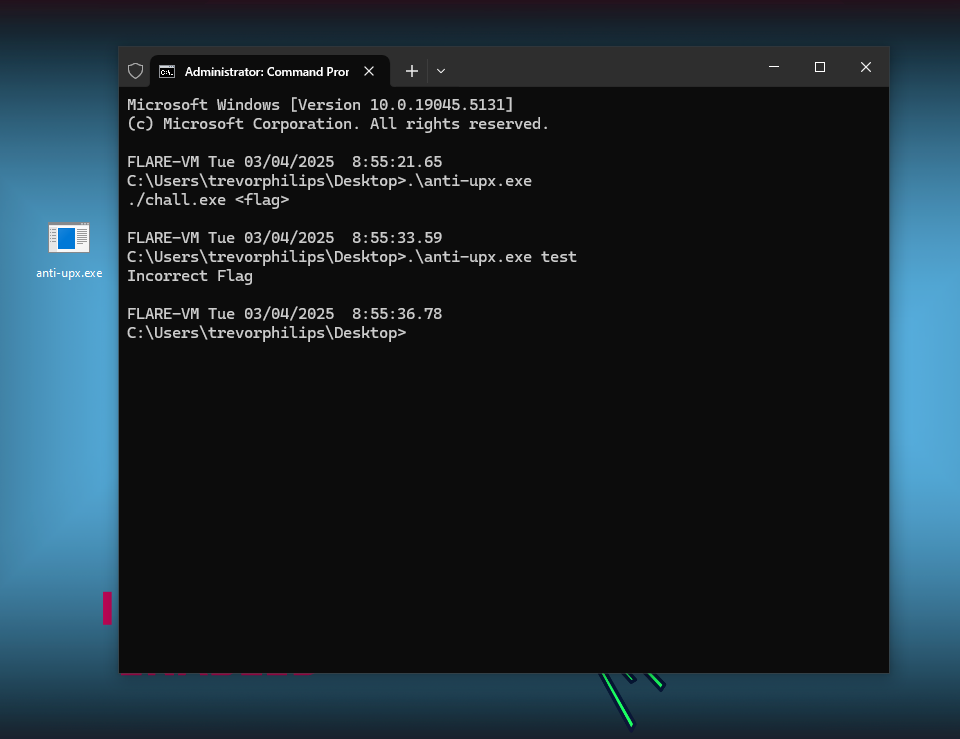 Administrator: Command Pror
Microsoft Windows [Version 10.0.19045.5131]
(c) Microsoft Corporation. All rights reserved.
FLARE-VM Tue 03/04/2025  8:55:21.65
C:\Users\trevorphilips\Desktop>.\anti-upx.exe
./chall.exe <flag>
FLARE-VM Tue 03/04/2025  8:55:33.59
C:\Users\trevorphilips\Desktop>.\anti-upx.exe test
Incorrect Flag
FLARE-VM Tue 03/04/2025  8:55:36.78
C:\Users\trevorphilips\Desktop>
anti-upx.exe